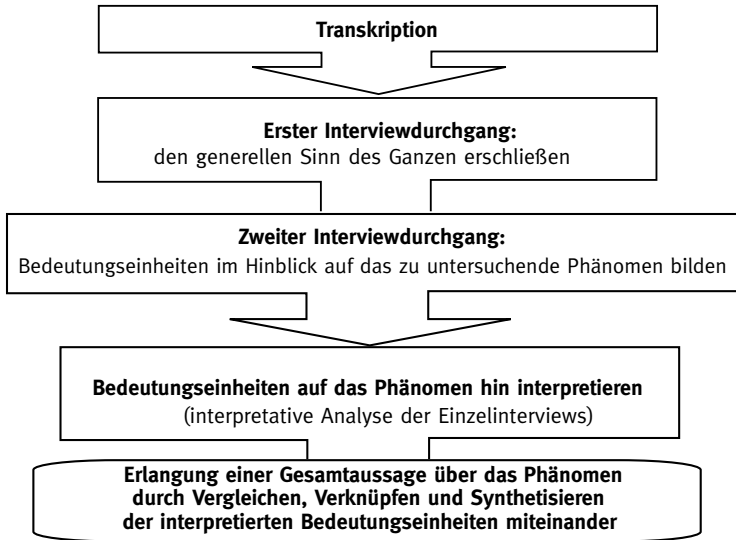 Transkription
Erster Interviewdurchgang:
den generellen Sinn des Ganzen erschließen
Zweiter Interviewdurchgang:
Bedeutungseinheiten im Hinblick auf das zu untersuchende Phänomen bilden
Bedeutungseinheiten auf das Phänomen hin interpretieren
(interpretative Analyse der Einzelinterviews)
Erlangung einer Gesamtaussage über das Phänomen
durch Vergleichen, Verknüpfen und Synthetisieren
der interpretierten Bedeutungseinheiten miteinander